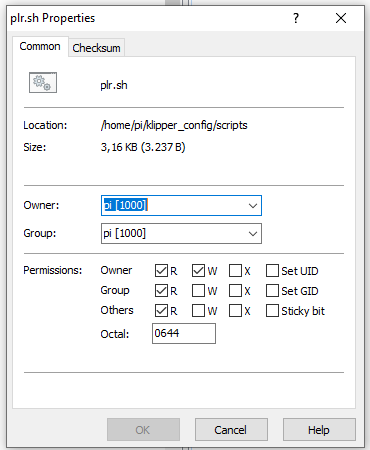 plr.sh Properties
Common Checksum
plr.sh
Location: /home/pi/klipper_config/scripts
Size: 3,16 KB (3.237 B)
Owner: pi [1000]
Group: pi [1000]
Permissions: Owner R W X Set UID
Group R W X Set GID
Others R W X Sticky bit
Octal: 0644
OK Cancel Help